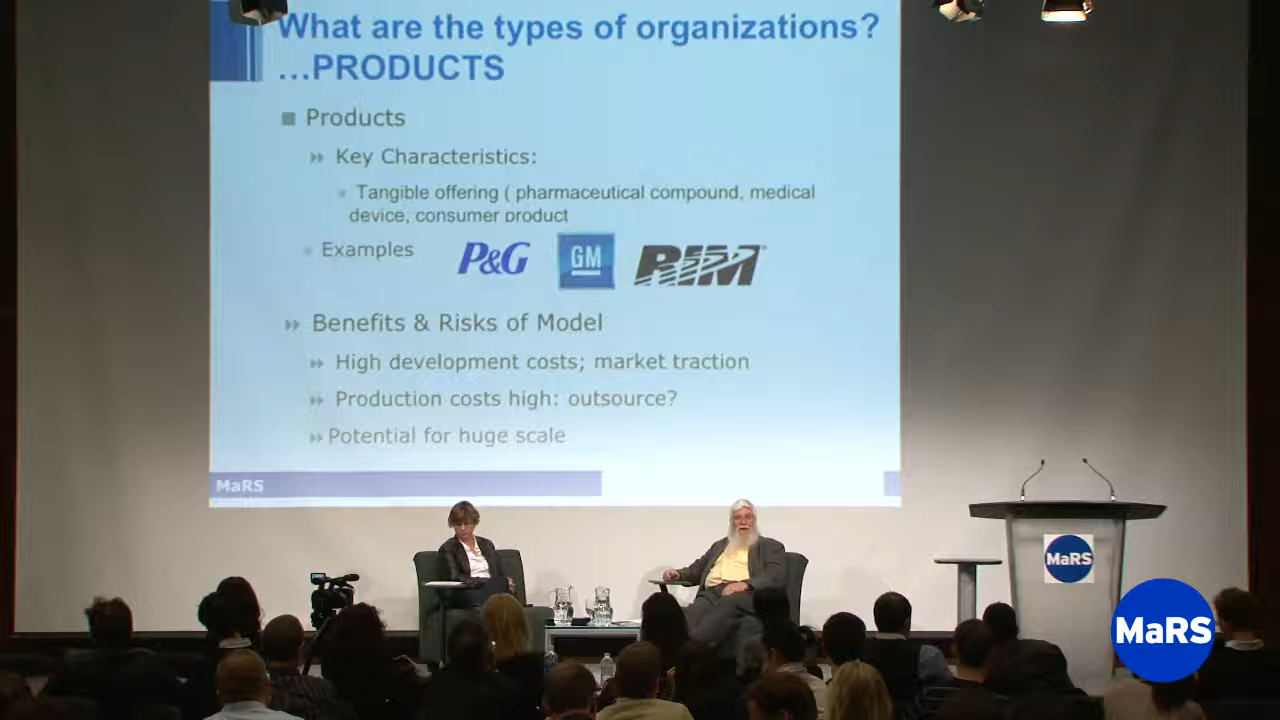 What are the types of organizations?
...PRODUCTS
Products
Key Characteristics:
Tangible offering ( pharmaceutical compound, medical
device, consumer product
Examples P&G GM RIM
Benefits & Risks of Model
High development costs; market traction
Production costs high: outsource?
Potential for huge scale
MaRS
MaRS
MaRS